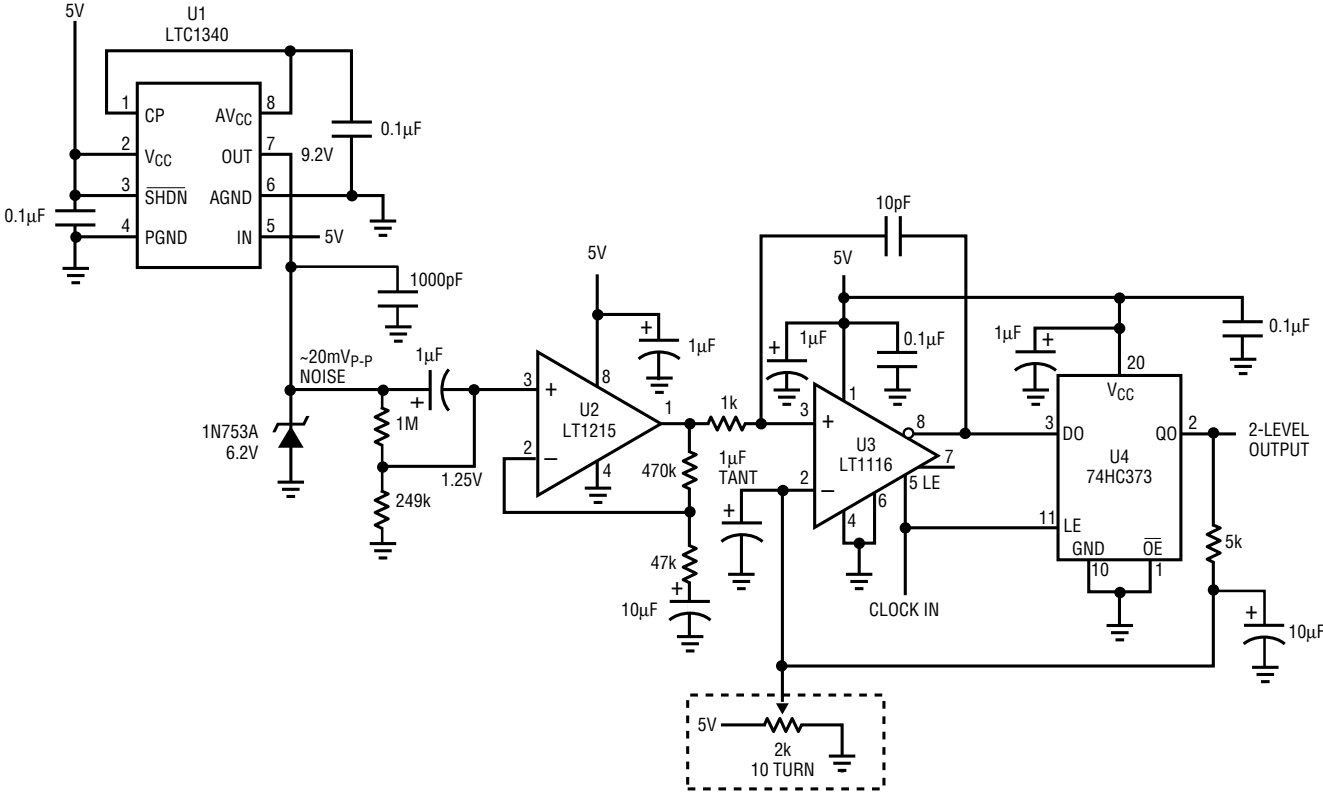 5V
U1
LTC1340
1
CP
AVCC
8
0.1µF
2
VCC
OUT
7
9.2V
3
SHDN
AGND
6
0.1µF
4
PGND
IN
5
5V
1000pF
~20mVP-P
NOISE
1µF
1N753A
6.2V
1M
249k
1.25V
5V
1µF
3
+
8
U2
LT1215
1
2
–
4
1k
470k
47k
10µF
+
1µF
TANT
+
10pF
5V
1µF
+
0.1µF
1
3
+
8
U3
LT1116
7
2
–
5 LE
6
4
CLOCK IN
1µF
+
0.1µF
20
VCC
3
DO
QO
2
2-LEVEL
OUTPUT
U4
74HC373
11
LE
GND
OE
10
1
5k
+
10µF
5V
2k
10 TURN
+
+